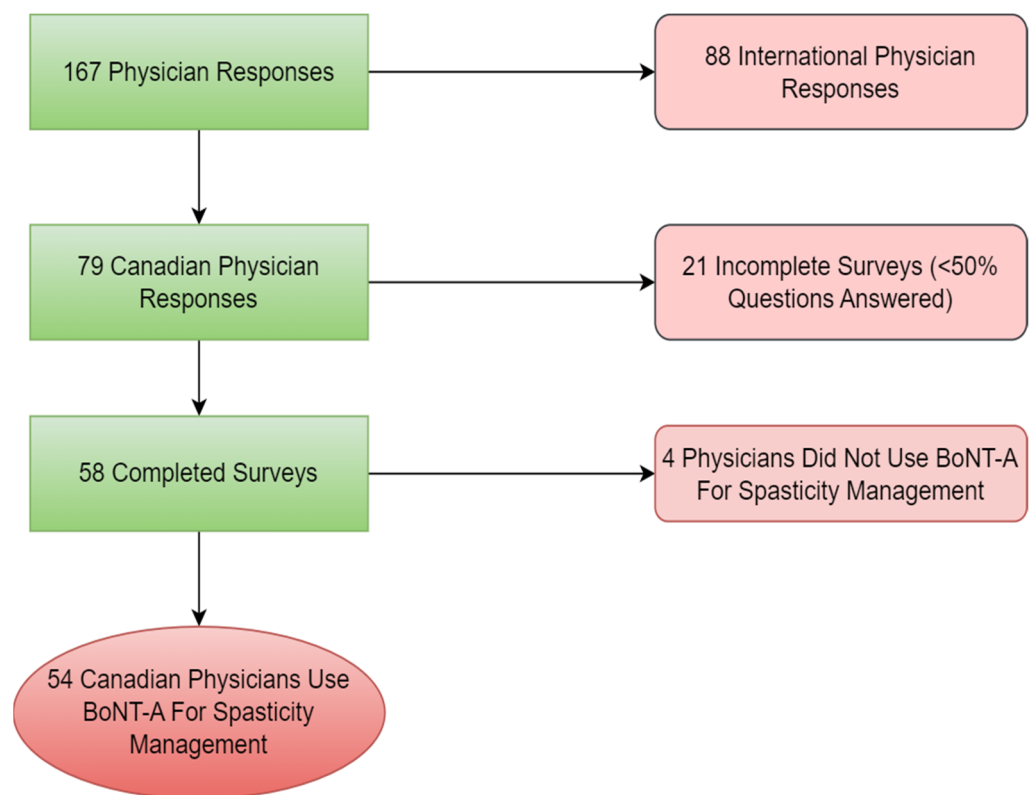 167 Physician Responses
88 International Physician
Responses
79 Canadian Physician
Responses
21 Incomplete Surveys (<50%
Questions Answered)
58 Completed Surveys
4 Physicians Did Not Use BoNT-A
For Spasticity Management
54 Canadian Physicians Use
BoNT-A For Spasticity
Management